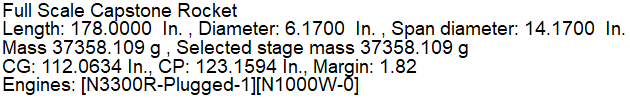 Full Scale Capstone Rocket
Length: 178.0000 In. , Diameter: 6.1700 In. , Span diameter: 14.1700 In.
Mass 37358.109 g , Selected stage mass 37358.109 g
CG: 112.0634 In., CP: 123.1594 In., Margin: 1.82
Engines: [N3300R-Plugged-1][N1000W-0]